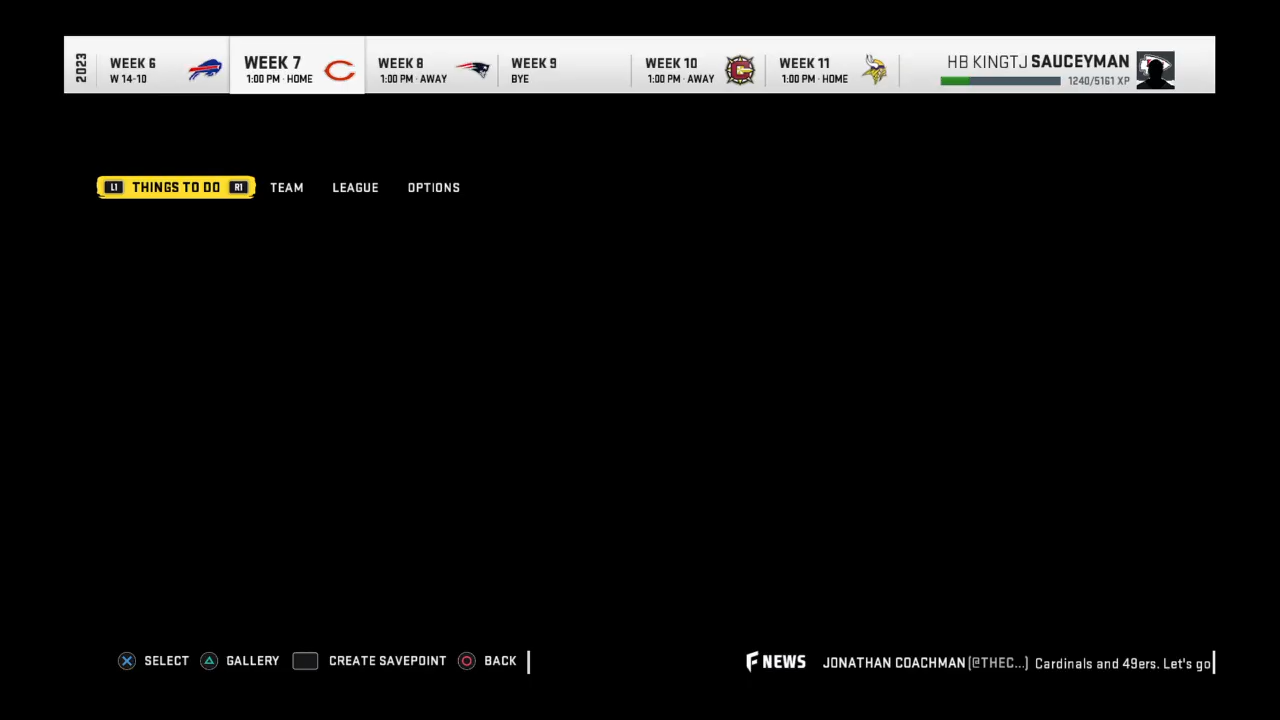 2023
WEEK 6
W 14-10
WEEK 7
1:00 PM · HOME
WEEK 8
1:00 PM · AWAY
WEEK 9
BYE
WEEK 10
1:00 PM · AWAY
WEEK 11
1:00 PM · HOME
HB KINGTJ SAUCEYMAN
1240/5161 XP
L1 THINGS TO DO R1 TEAM LEAGUE OPTIONS
SELECT GALLERY CREATE SAVEPOINT BACK
NEWS JONATHAN COACHMAN (@THEC...) Cardinals and 49ers. Let's go